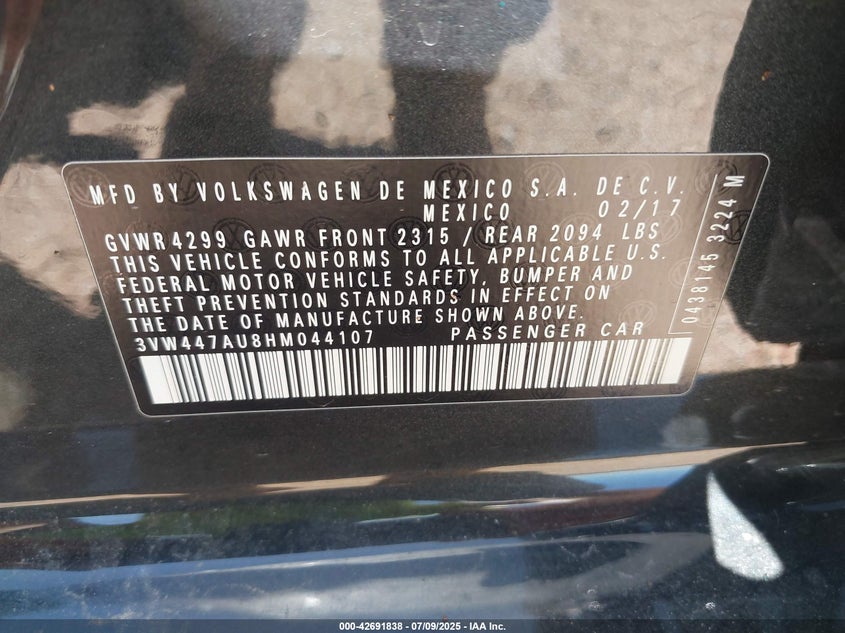 MFD BY VOLKSWAGEN DE MEXICO S.A. DE C.V.
MEXICO 02/17
GVWR 4299 GAWR FRONT 2315 / REAR 2094 LBS
THIS VEHICLE CONFORMS TO ALL APPLICABLE U.S.
FEDERAL MOTOR VEHICLE SAFETY, BUMPER AND
THEFT PREVENTION STANDARDS IN EFFECT ON
THE DATE OF MANUFACTURE SHOWN ABOVE.
3VW447AU8HM044107 PASSENGER CAR
0438145 3224 M
000-42691838 / 07/09/2025 - IAA Inc.